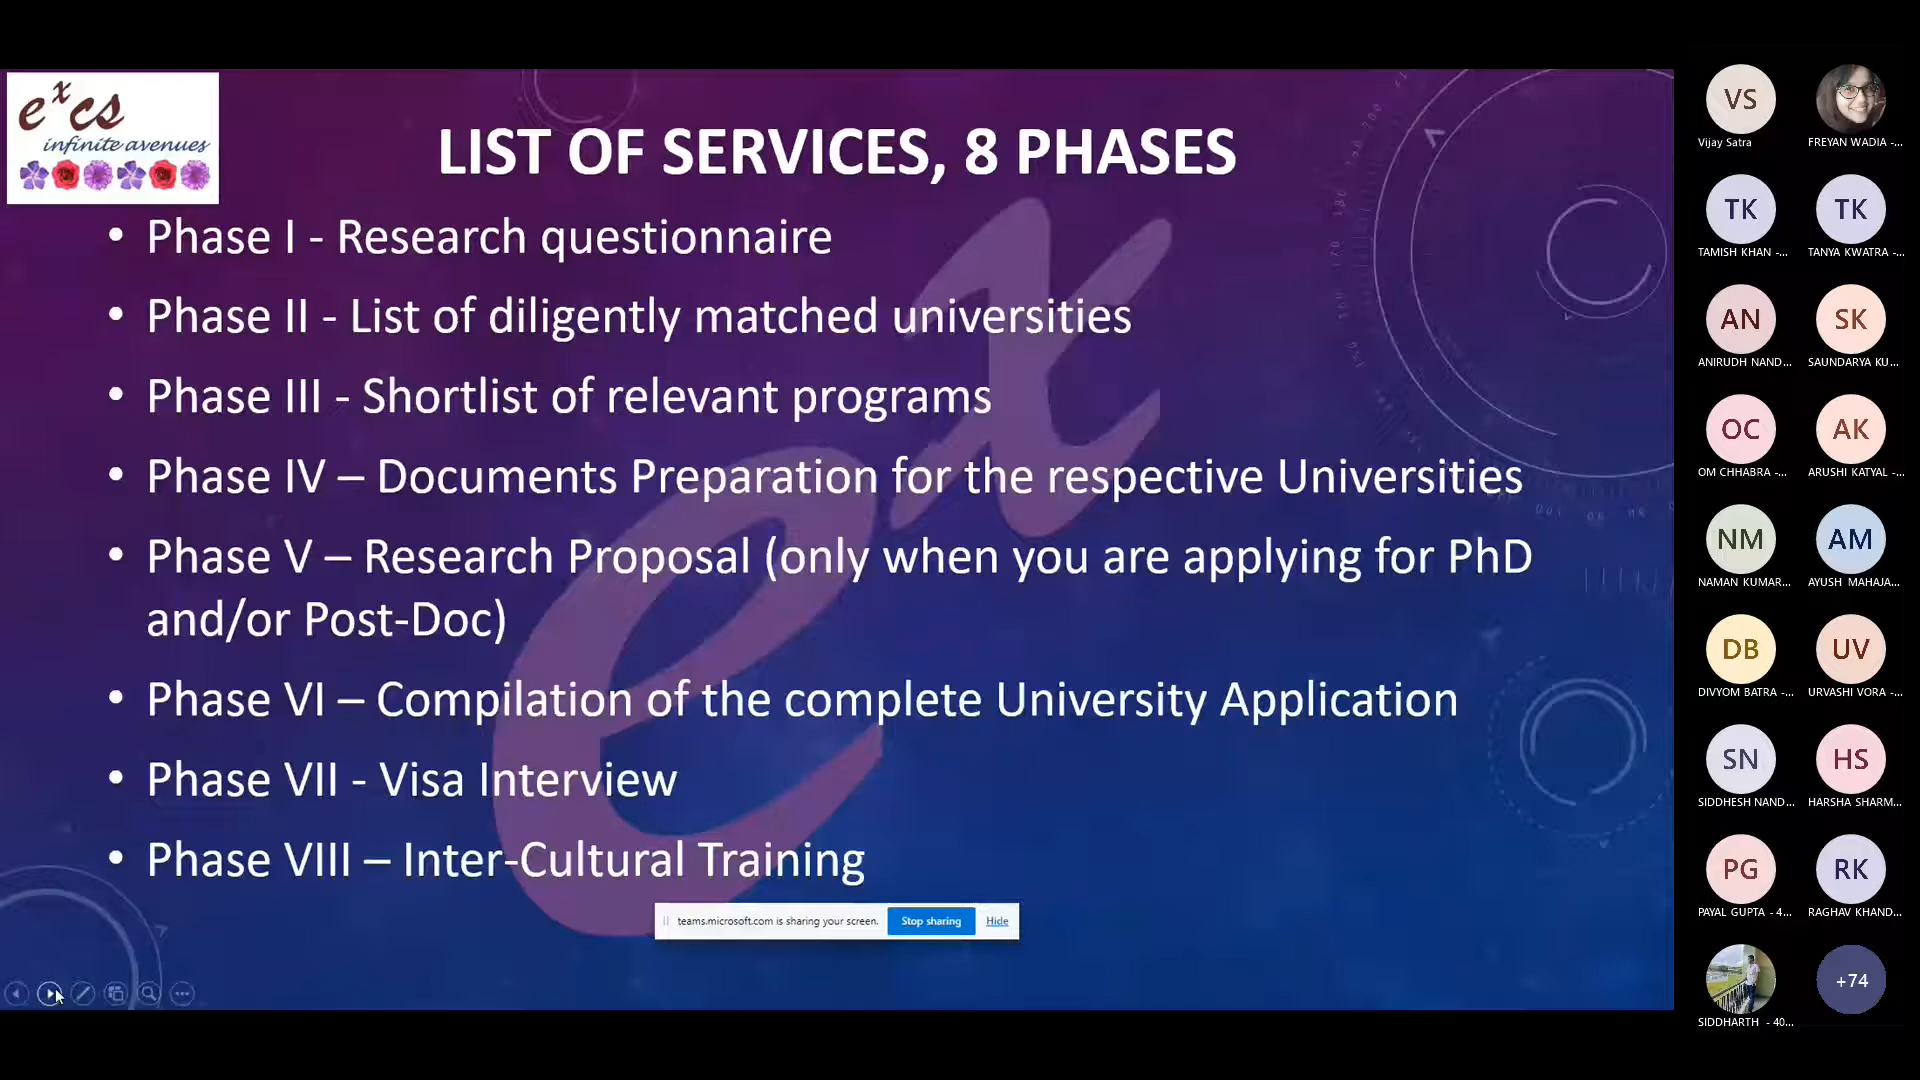 eˣcs
infinite avenues
LIST OF SERVICES, 8 PHASES
• Phase I - Research questionnaire
• Phase II - List of diligently matched universities
• Phase III - Shortlist of relevant programs
• Phase IV – Documents Preparation for the respective Universities
• Phase V – Research Proposal (only when you are applying for PhD
and/or Post-Doc)
• Phase VI – Compilation of the complete University Application
• Phase VII - Visa Interview
• Phase VIII – Inter-Cultural Training
eˣ
teams.microsoft.com is sharing your screen. Stop sharing Hide
VS
Vijay Satra FREYAN WADIA -...
TK TK
TAMISH KHAN -... TANYA KWATRA -...
AN SK
ANIRUDH NAND... SAUNDARYA KU...
OC AK
OM CHHABRA -... ARUSHI KATYAL -...
NM AM
NAMAN KUMAR... AYUSH MAHAJA...
DB UV
DIVYOM BATRA -... URVASHI VORA -...
SN HS
SIDDHESH NAND... HARSHA SHARM...
PG RK
PAYAL GUPTA - 4... RAGHAV KHAND...
+74
SIDDHARTH - 40...